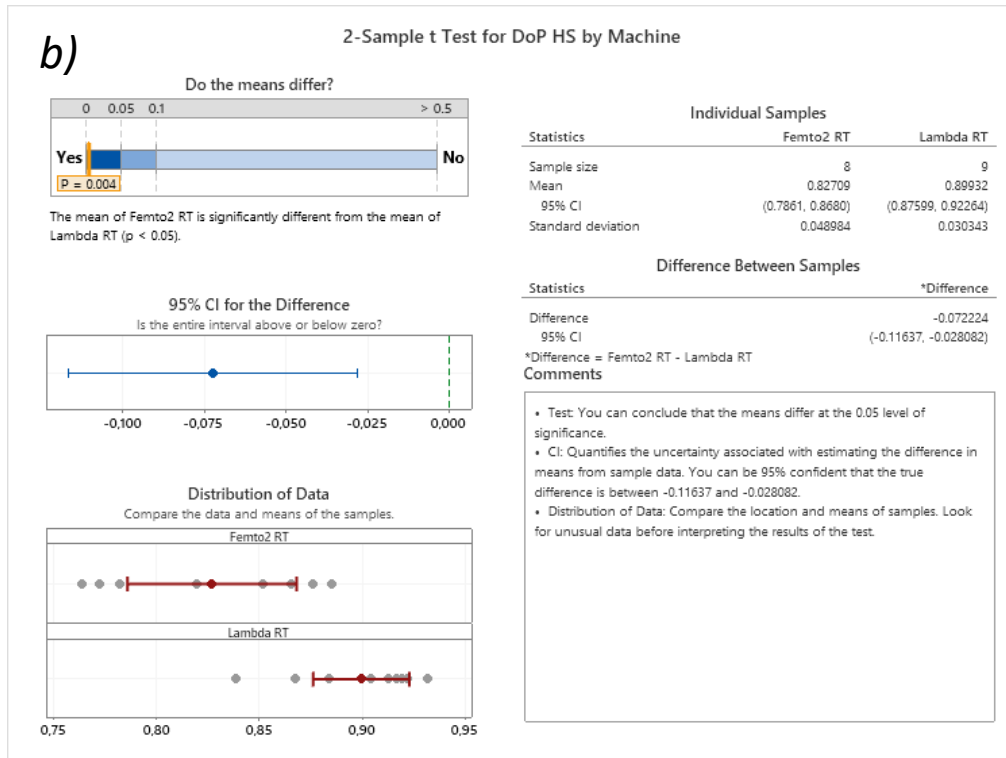 b)
2-Sample t Test for DoP HS by Machine
Do the means differ?
0 0.05 0.1 > 0.5
Yes No
P = 0.004
The mean of Femto2 RT is significantly different from the mean of
Lambda RT (p < 0.05).
95% CI for the Difference
Is the entire interval above or below zero?
-0,100 -0,075 -0,050 -0,025 0,000
Distribution of Data
Compare the data and means of the samples.
Femto2 RT
Lambda RT
0,75 0,80 0,85 0,90 0,95
Individual Samples
Statistics Femto2 RT Lambda RT
Sample size 8 9
Mean 0.82709 0.89932
95% CI (0.7861, 0.8680) (0.87599, 0.92264)
Standard deviation 0.048984 0.030343
Difference Between Samples
Statistics *Difference
Difference -0.072224
95% CI (-0.11637, -0.028082)
*Difference = Femto2 RT - Lambda RT
Comments
• Test: You can conclude that the means differ at the 0.05 level of
significance.
• CI: Quantifies the uncertainty associated with estimating the difference in
means from sample data. You can be 95% confident that the true
difference is between -0.11637 and -0.028082.
• Distribution of Data: Compare the location and means of samples. Look
for unusual data before interpreting the results of the test.